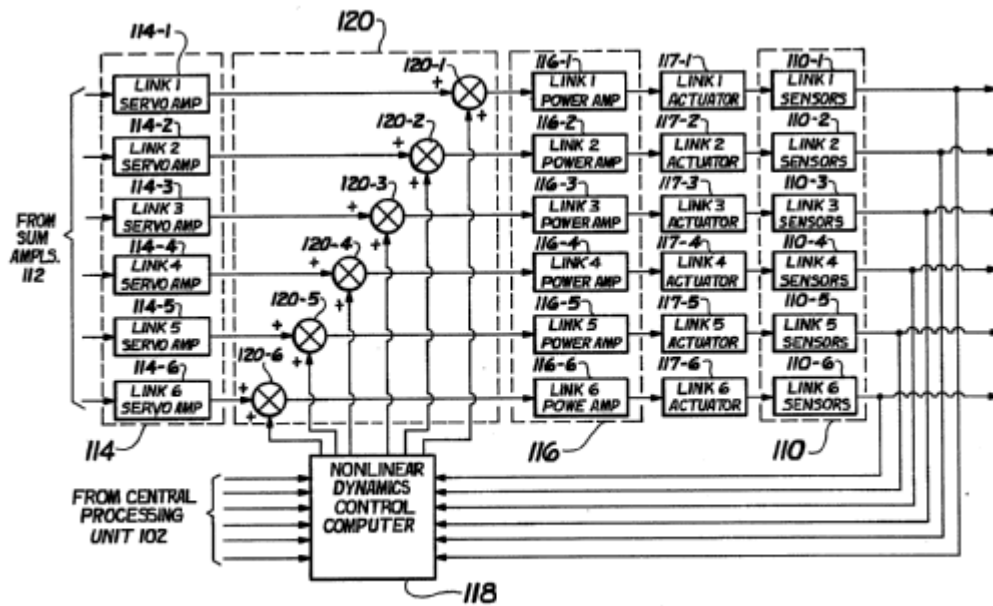 114-1
120
120-1
116-1
117-1
110-1
+
+
LINK 1
SERVO AMP
LINK 1
POWER AMP
LINK 1
ACTUATOR
LINK 1
SENSORS
114-2
120-2
116-2
117-2
110-2
+
+
LINK 2
SERVO AMP
LINK 2
POWER AMP
LINK 2
ACTUATOR
LINK 2
SENSORS
114-3
120-3
116-3
117-3
110-3
+
+
LINK 3
SERVO AMP
LINK 3
POWER AMP
LINK 3
ACTUATOR
LINK 3
SENSORS
FROM
SUM
AMPLS.
112
114-4
120-4
116-4
117-4
110-4
+
+
LINK 4
SERVO AMP
LINK 4
POWER AMP
LINK 4
ACTUATOR
LINK 4
SENSORS
114-5
120-5
116-5
117-5
110-5
+
+
LINK 5
SERVO AMP
LINK 5
POWER AMP
LINK 5
ACTUATOR
LINK 5
SENSORS
114-6
120-6
116-6
117-6
110-6
+
+
LINK 6
SERVO AMP
LINK 6
POWE AMP
LINK 6
ACTUATOR
LINK 6
SENSORS
114
116
110
FROM CENTRAL
PROCESSING
UNIT 102
NONLINEAR
DYNAMICS
CONTROL
COMPUTER
118